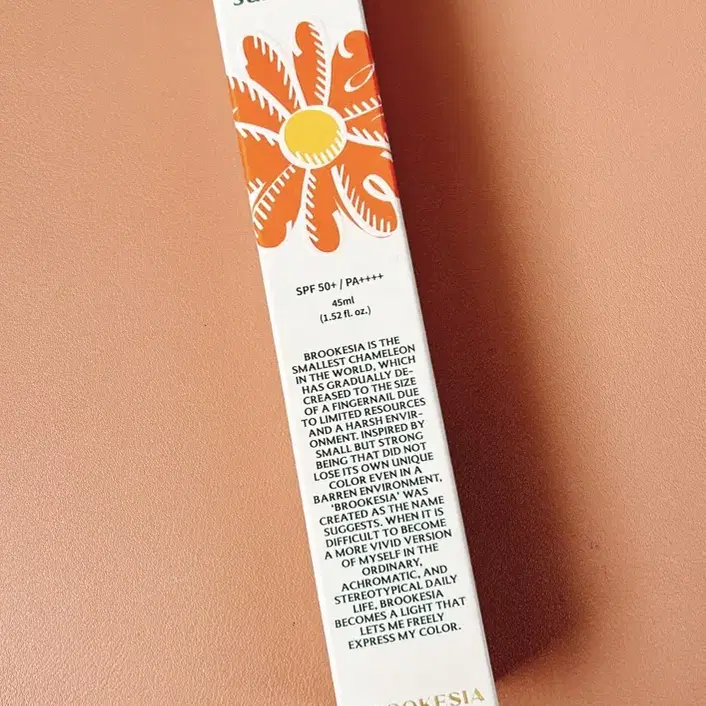 SPF 50+ / PA++++
45ml
(1.52 fl. oz.)
BROOKESIA IS THE
SMALLEST CHAMELEON
IN THE WORLD, WHICH
HAS GRADUALLY DE-
CREASED TO THE SIZE
OF A FINGERNAIL DUE
TO LIMITED RESOURCES
AND A HARSH ENVIR-
ONMENT. INSPIRED BY
SMALL BUT STRONG
BEING THAT DID NOT
LOSE ITS OWN UNIQUE
COLOR EVEN IN A
BARREN ENVIRONMENT,
'BROOKESIA' WAS
CREATED AS THE NAME
SUGGESTS. WHEN IT IS
DIFFICULT TO BECOME
A MORE VIVID VERSION
OF MYSELF IN THE
ORDINARY,
ACHROMATIC, AND
STEREOTYPICAL DAILY
LIFE, BROOKESIA
BECOMES A LIGHT THAT
LETS ME FREELY
EXPRESS MY COLOR.
BROOKESIA